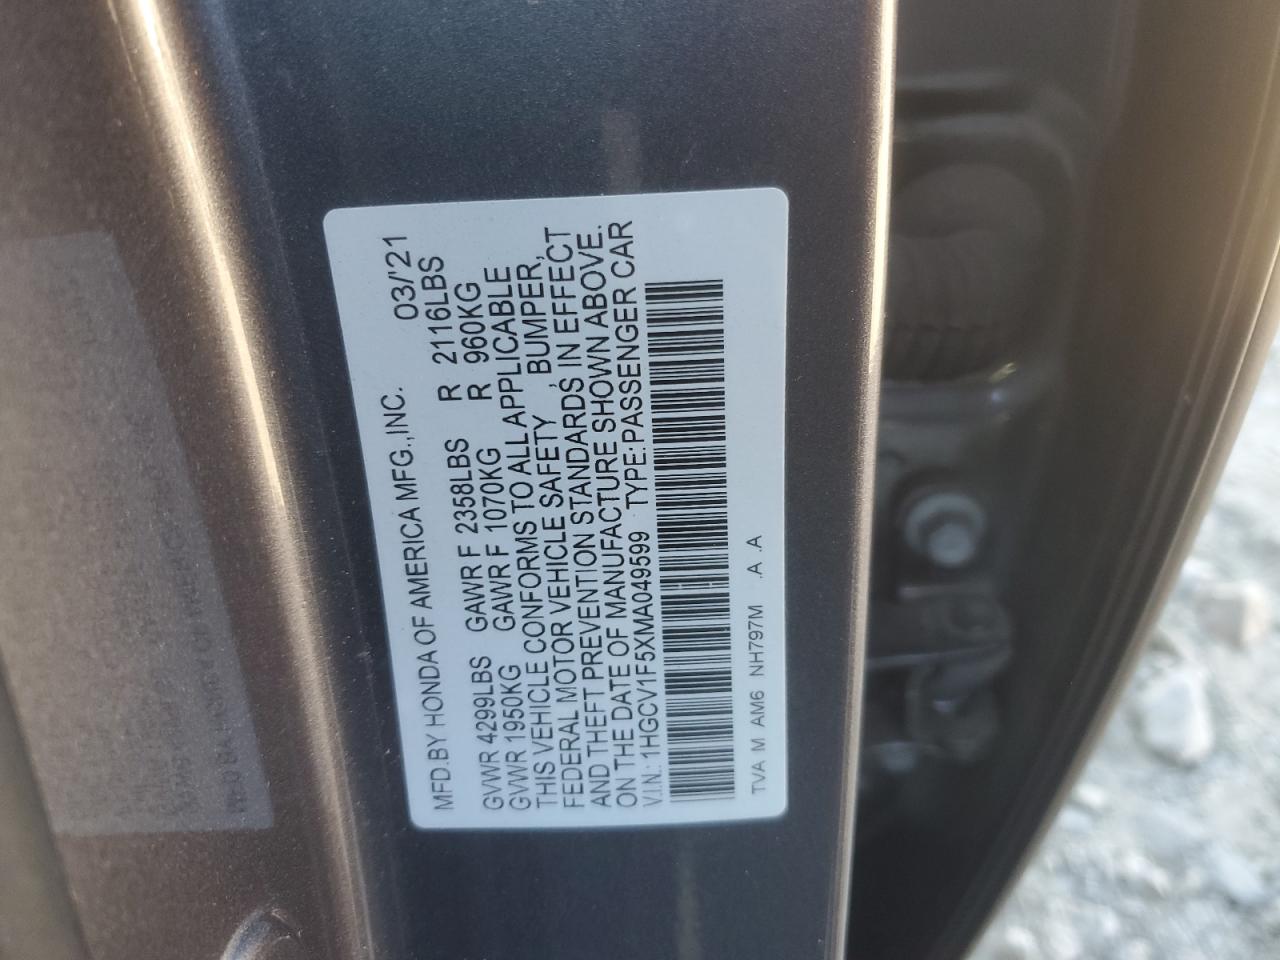 MFD.BY HONDA OF AMERICA MFG.,INC. 03/'21
GVWR 4299LBS GAWR F 2358LBS R 2116LBS
GVWR 1950KG GAWR F 1070KG R 960KG
THIS VEHICLE CONFORMS TO ALL APPLICABLE
FEDERAL MOTOR VEHICLE SAFETY, BUMPER,
AND THEFT PREVENTION STANDARDS IN EFFECT
ON THE DATE OF MANUFACTURE SHOWN ABOVE.
V.I.N.: 1HGCV1F5XMA049599 TYPE:PASSENGER CAR
TVA M AM6 NH797M .A .A